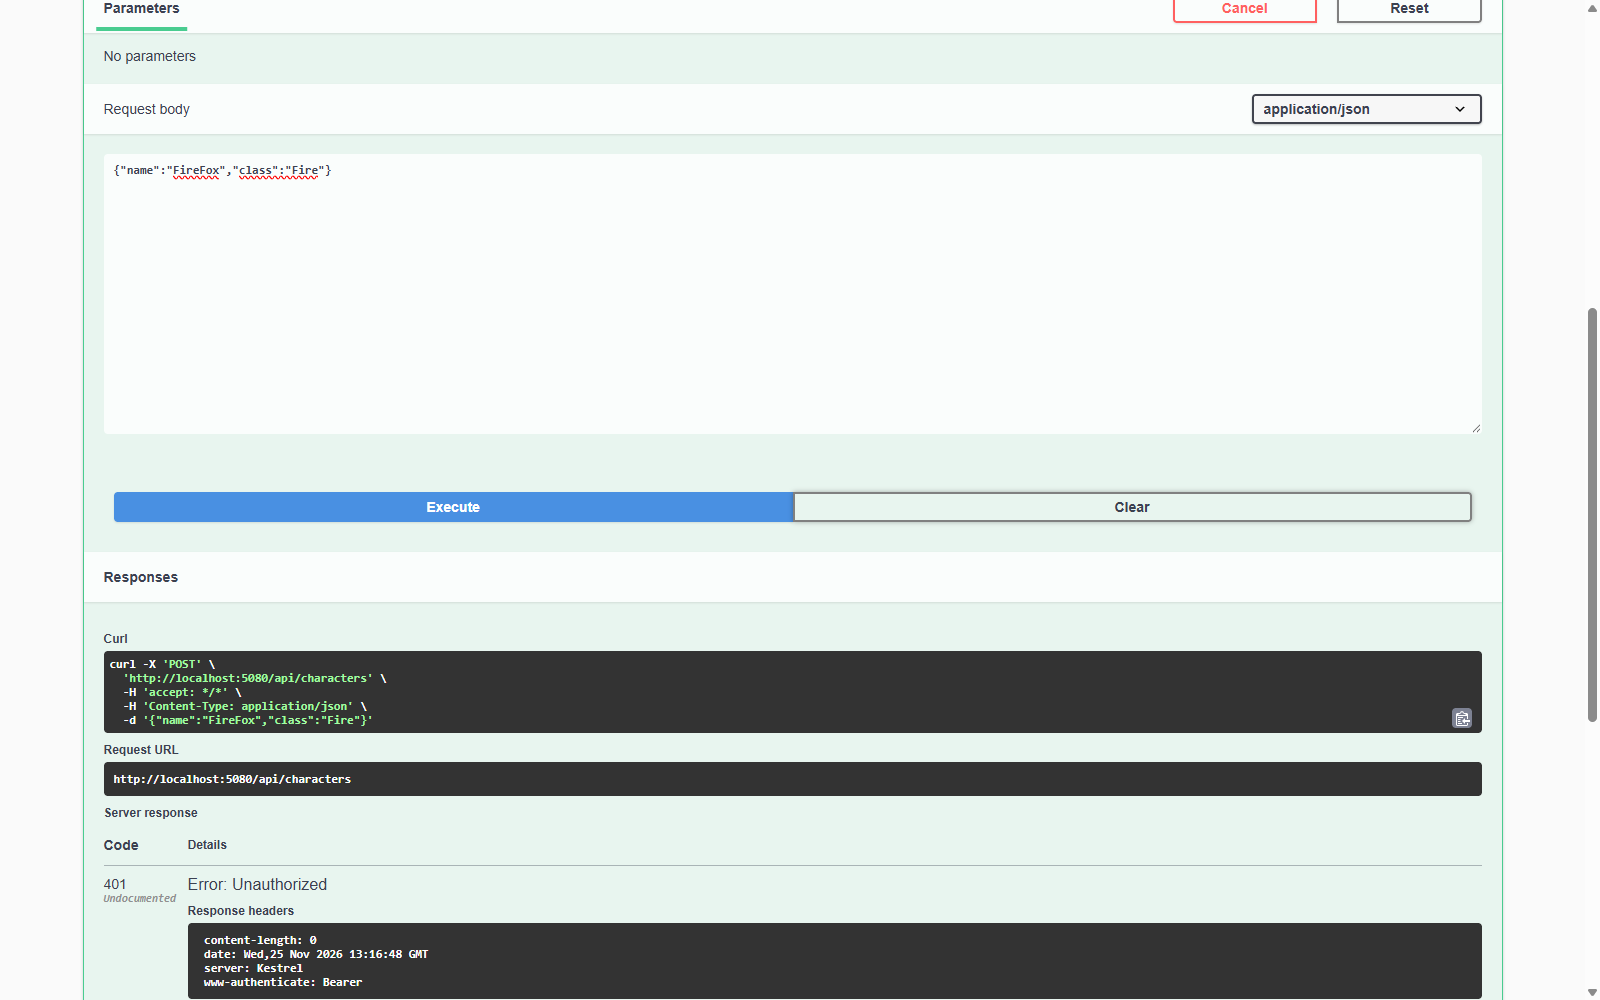 Parameters
Cancel
Reset
No parameters
Request body
application/json
{"name":"FireFox","class":"Fire"}
Execute
Clear
Responses
Curl
curl -X 'POST' \
'http://localhost:5080/api/characters' \
-H 'accept: */*' \
-H 'Content-Type: application/json' \
-d '{"name":"FireFox","class":"Fire"}'
Request URL
http://localhost:5080/api/characters
Server response
Code
Details
401
Undocumented
Error: Unauthorized
Response headers
content-length: 0
date: Wed,25 Nov 2026 13:16:48 GMT
server: Kestrel
www-authenticate: Bearer